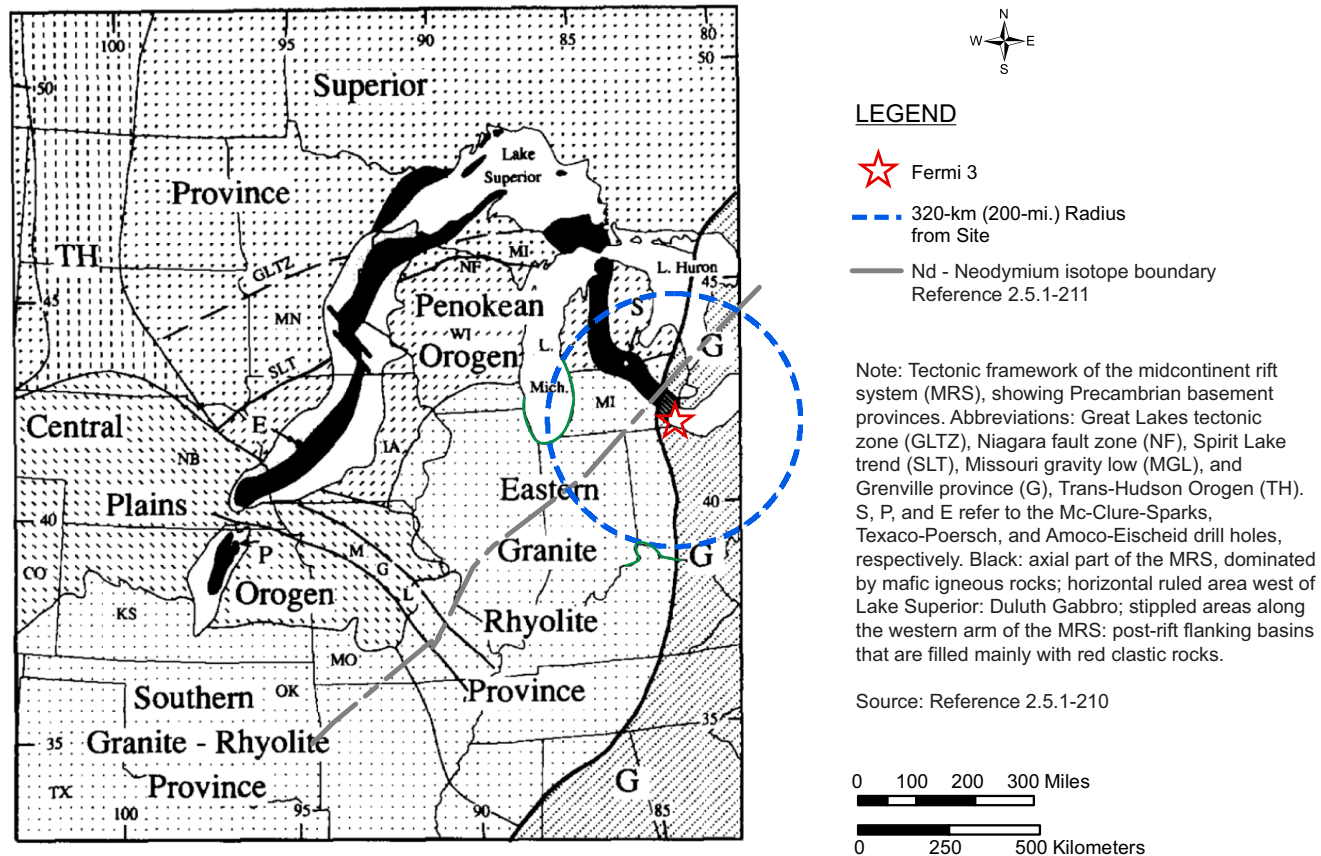 100
95
90
85
80
50
50
N
W
E
S
Superior
Lake
Superior
Province
TH
GLTZ
MI
NF
L. Huron
45
45
MN
Penokean
WI
Orogen
S
G
L.
Mich.
MI
SLT
E
Central
NB
IA
Plains
Eastern
40
40
P
M
G
L
Granite
G
CO
Orogen
KS
Rhyolite
MO
Southern
OK
Province
35
35
Granite - Rhyolite
Province
TX
G
100
90
85
LEGEND
Fermi 3
320-km (200-mi.) Radius
from Site
Nd - Neodymium isotope boundary
Reference 2.5.1-211
Note: Tectonic framework of the midcontinent rift
system (MRS), showing Precambrian basement
provinces. Abbreviations: Great Lakes tectonic
zone (GLTZ), Niagara fault zone (NF), Spirit Lake
trend (SLT), Missouri gravity low (MGL), and
Grenville province (G), Trans-Hudson Orogen (TH).
S, P, and E refer to the Mc-Clure-Sparks,
Texaco-Poersch, and Amoco-Eischeid drill holes,
respectively. Black: axial part of the MRS, dominated
by mafic igneous rocks; horizontal ruled area west of
Lake Superior: Duluth Gabbro; stippled areas along
the western arm of the MRS: post-rift flanking basins
that are filled mainly with red clastic rocks.
Source: Reference 2.5.1-210
0 100 200 300 Miles
0 250 500 Kilometers